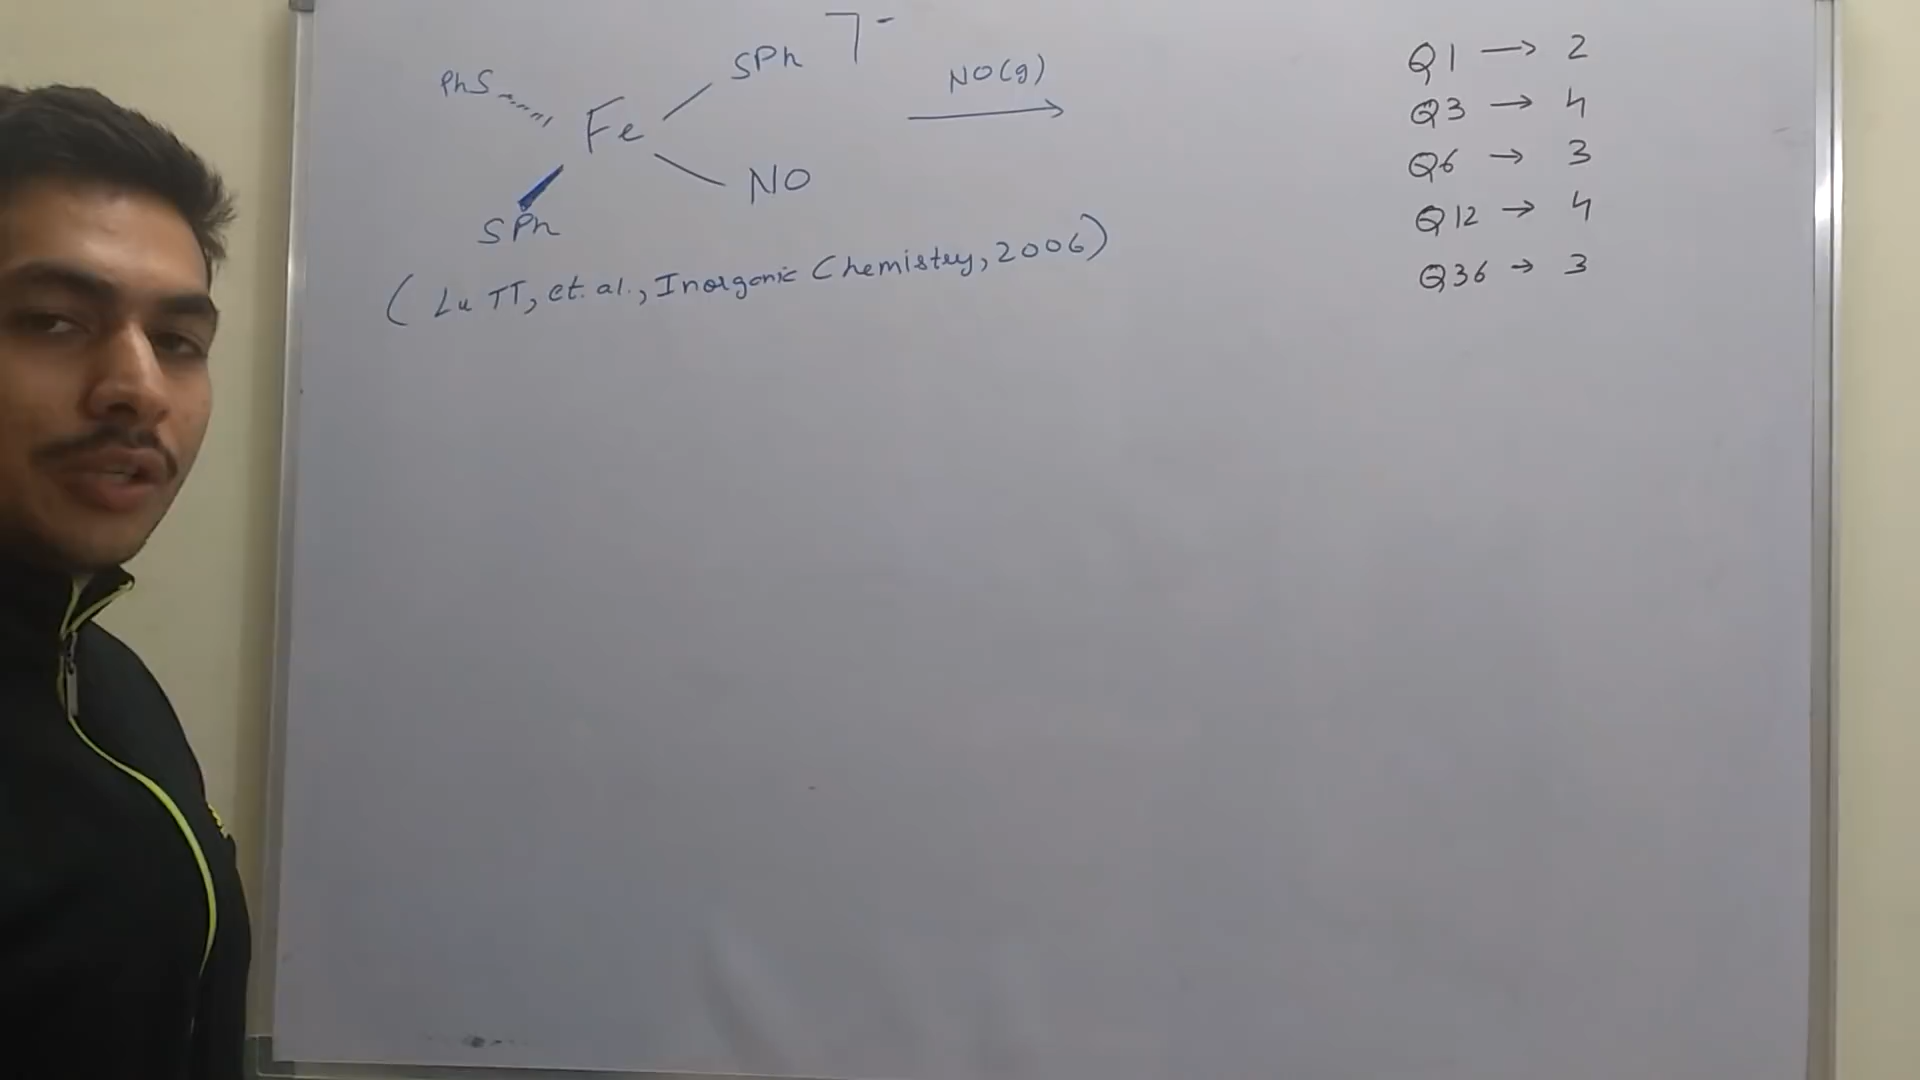 PhS
SPh
Fe
NO
SPh
7-
NO(g)
(Lu TT, et. al., Inorganic Chemistry, 2006)
Q1 → 2
Q3 → 4
Q6 → 3
Q12 → 4
Q36 → 3